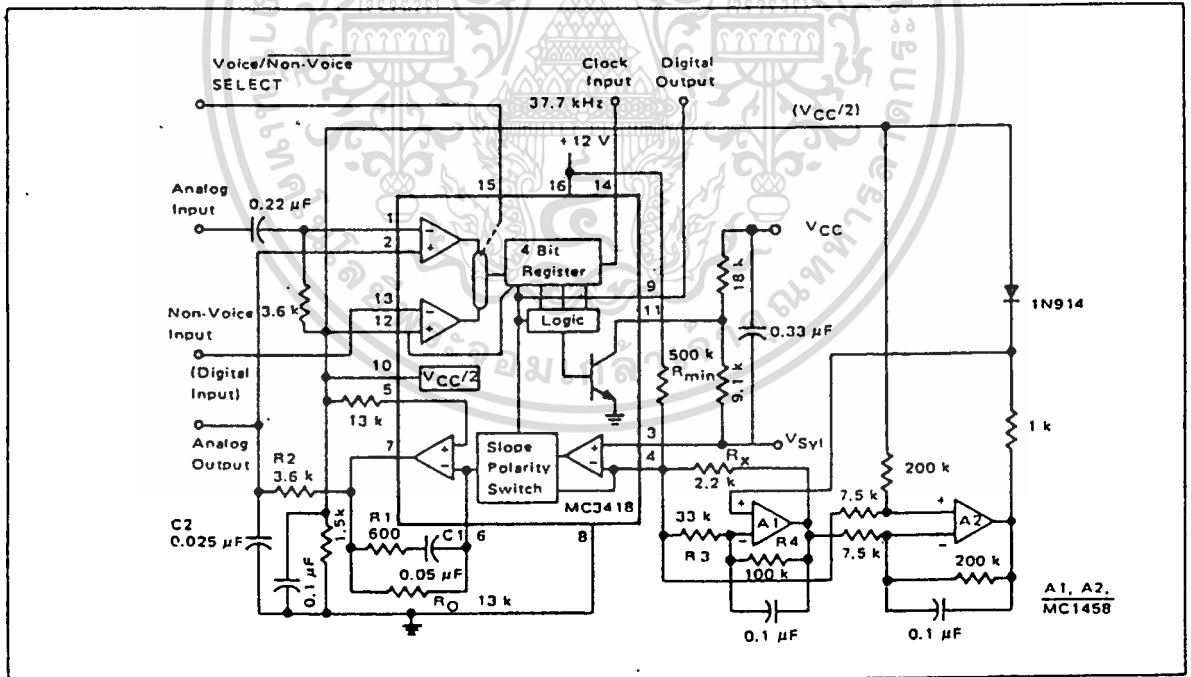 Voice/Non-Voice
SELECT
Clock
Input
Digital
Output
37.7 kHz
(VCC/2)
+12 V
15
16
14
Analog
Input
0.22 µF
1
2
4 Bit
Register
VCC
18 k
9
13
12
3.6 k
Non-Voice
Input
(Digital
Input)
Logic
11
0.33 µF
1N914
500 k
Rmin
9.1 k
10
VCC/2
5
13 k
Analog
Output
7
Slope
Polarity
Switch
3
4
VSyl
1 k
R2
3.6 k
Rx
2.2 k
200 k
MC3418
7.5 k
A1
A2
C2
0.025 µF
1.5k
R1
600
C1
6
8
33 k
R3
R4
7.5 k
0.05 µF
100 k
200 k
0.1 µF
RO
13 k
0.1 µF
0.1 µF
A1, A2,
MC1458